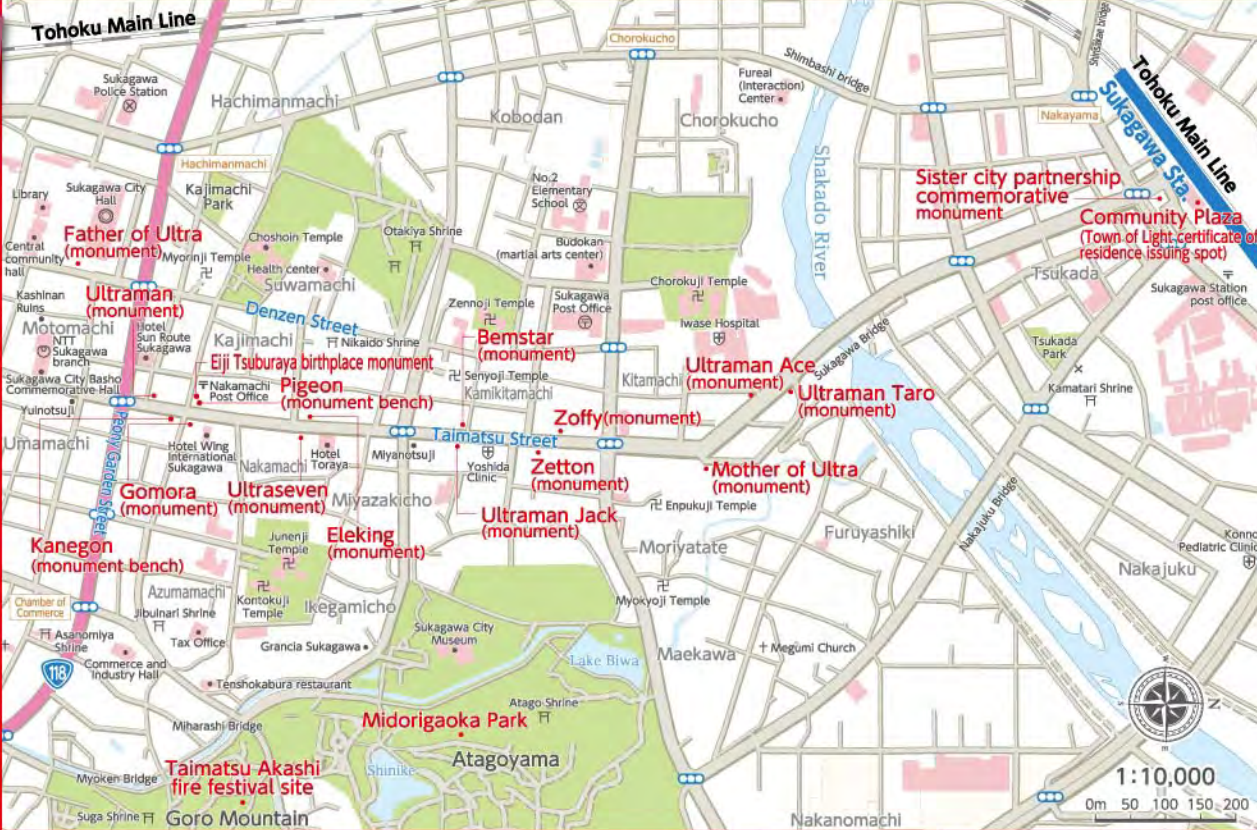 Tohoku Main Line
Chorokucho
Shimbashi bridge
Shinsakae bridge
Tohoku Main Line
Sukagawa Sta.
Nakayama
Sukagawa
Police Station
Hachimanmachi
Kobodan
Fureal
(Interaction)
Center
Chorokucho
Shakado River
Hachimanmachi
Library
Sukagawa City
Hall
Kajimachi
Park
No.2
Elementary
School
Sister city partnership
commemorative
monument
Community Plaza
(Town of Light certificate of
residence issuing spot)
Central
community
hall
Father of Ultra
(monument)
Myorinji Temple
Choshoin Temple
Health center
Suwamachi
Otakiya Shrine
Budokan
(martial arts center)
Tsukada
Sukagawa Station
post office
Kashinan
Ruins
Ultraman
(monument)
Denzen Street
Zennoji Temple
Sukagawa
Post Office
Chorokuji Temple
Iwase Hospital
Motomachi
NTT
Sukagawa
branch
Hotel
Sun Route
Sukagawa
Kajimachi
Nikaido Shrine
Bemstar
(monument)
Sukagawa Bridge
Tsukada
Park
Eiji Tsuburaya birthplace monument
Sukagawa City Basho
Commemorative Hall
Nakamachi
Post Office
Pigeon
(monument bench)
Senyoji Temple
Kamikitamachi
Kitamachi
Ultraman Ace
(monument)
Ultraman Taro
(monument)
Kamatari Shrine
Yuinotsuji
Zoffy(monument)
Umamachi
Peony Garden Street
Hotel Wing
International
Sukagawa
Nakamachi
Hotel
Toraya
Miyanotsuji
Taimatsu Street
Yoshida
Clinic
Zetton
(monument)
Mother of Ultra
(monument)
Gomora
(monument)
Ultraseven
(monument)
Miyazakicho
Ultraman Jack
(monument)
Enpukuji Temple
Nakajuku Bridge
Kanegon
(monument bench)
Junenji
Temple
Eleking
(monument)
Moriyatate
Furuyashiki
Konno
Pediatric Clinic
Nakajuku
Chamber of
Commerce
Azumamachi
Jibuinari Shrine
Kontokuji
Temple
Ikegamicho
Myokyoji Temple
Asanomiya
Shrine
Tax Office
Grancia Sukagawa
Sukagawa City
Museum
Lake Biwa
Maekawa
Megumi Church
118
Commerce and
Industry Hall
Tenshokabura restaurant
Miharashi Bridge
Midorigaoka Park
Atago Shrine
W
S
N
E
Atagoyama
Myoken Bridge
Taimatsu Akashi
fire festival site
Shinike
1:10,000
0m 50 100 150 200
Suga Shrine
Goro Mountain
Nakanomachi